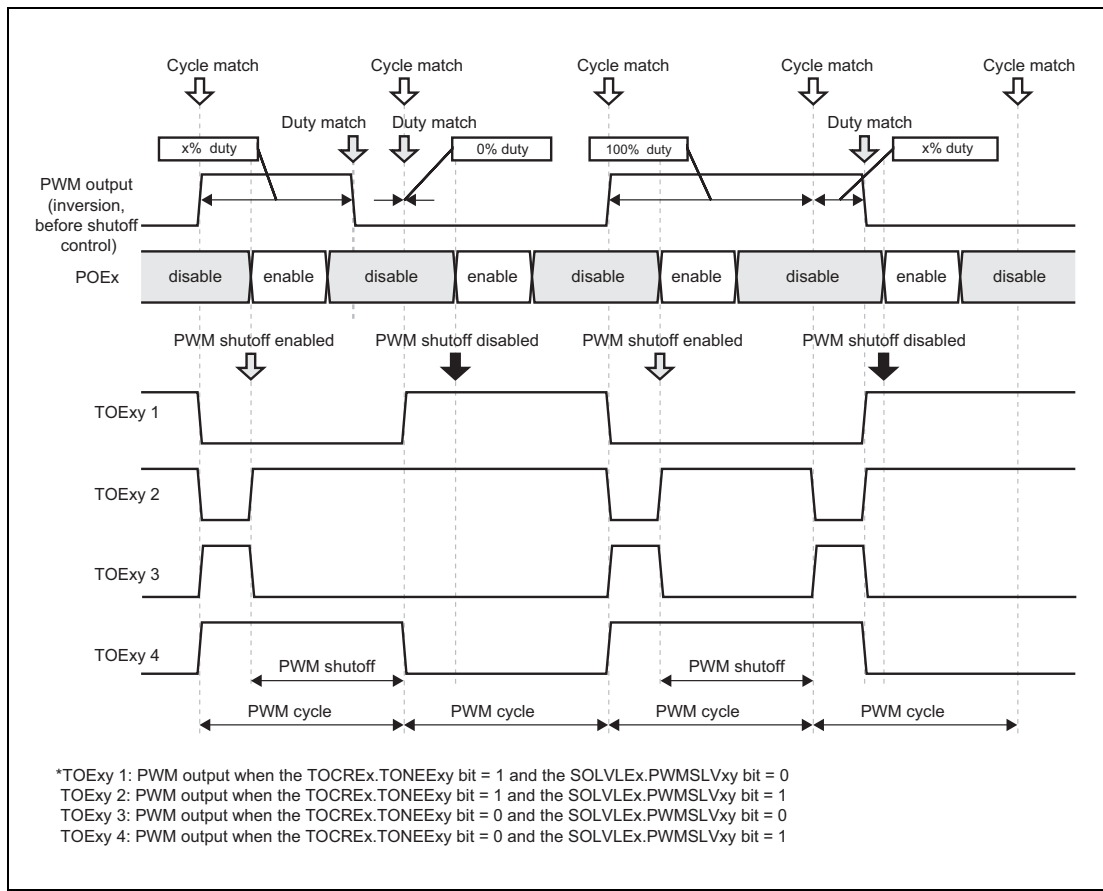 Cycle match Cycle match Cycle match Cycle match Cycle match
Duty match Duty match Duty match
x% duty 0% duty 100% duty x% duty
PWM output
(inversion,
before shutoff
control)
POEx disable enable disable enable disable enable disable enable disable
PWM shutoff enabled PWM shutoff disabled PWM shutoff enabled PWM shutoff disabled
TOExy 1
TOExy 2
TOExy 3
TOExy 4
PWM shutoff PWM shutoff
PWM cycle PWM cycle PWM cycle PWM cycle
*TOExy 1: PWM output when the TOCREx.TONEExy bit = 1 and the SOLVLEx.PWMSLVxy bit = 0
TOExy 2: PWM output when the TOCREx.TONEExy bit = 1 and the SOLVLEx.PWMSLVxy bit = 1
TOExy 3: PWM output when the TOCREx.TONEExy bit = 0 and the SOLVLEx.PWMSLVxy bit = 0
TOExy 4: PWM output when the TOCREx.TONEExy bit = 0 and the SOLVLEx.PWMSLVxy bit = 1